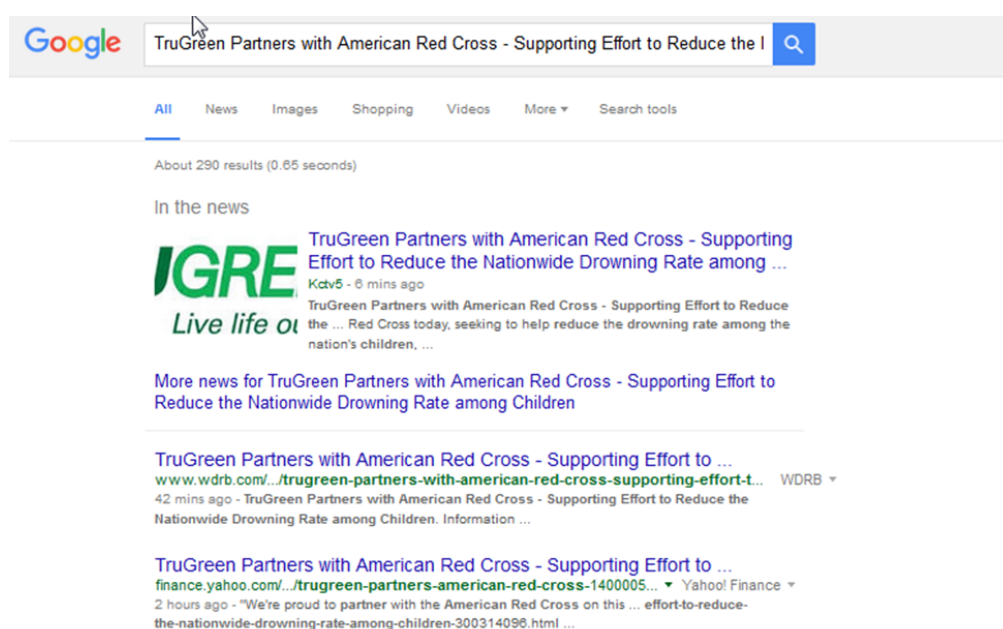 Google
TruGreen Partners with American Red Cross - Supporting Effort to Reduce the
All News Images Shopping Videos More Search tools
About 290 results (0.65 seconds)
In the news
TruGreen Partners with American Red Cross - Supporting
Effort to Reduce the Nationwide Drowning Rate among ...
Kctv5 - 6 mins ago
TruGreen Partners with American Red Cross - Supporting Effort to Reduce
the ... Red Cross today, seeking to help reduce the drowning rate among the
nation's children, ...
UGRE
Live life ou
More news for TruGreen Partners with American Red Cross - Supporting Effort to
Reduce the Nationwide Drowning Rate among Children
TruGreen Partners with American Red Cross - Supporting Effort to ...
www.wdrb.com/.../trugreen-partners-with-american-red-cross-supporting-effort-t... WDRB
42 mins ago - TruGreen Partners with American Red Cross - Supporting Effort to Reduce the
Nationwide Drowning Rate among Children. Information ...
TruGreen Partners with American Red Cross - Supporting Effort to ...
finance.yahoo.com/.../trugreen-partners-american-red-cross-1400005... Yahoo! Finance
2 hours ago - "We're proud to partner with the American Red Cross on this ... effort-to-reduce-
the-nationwide-drowning-rate-among-children-300314096.html ...